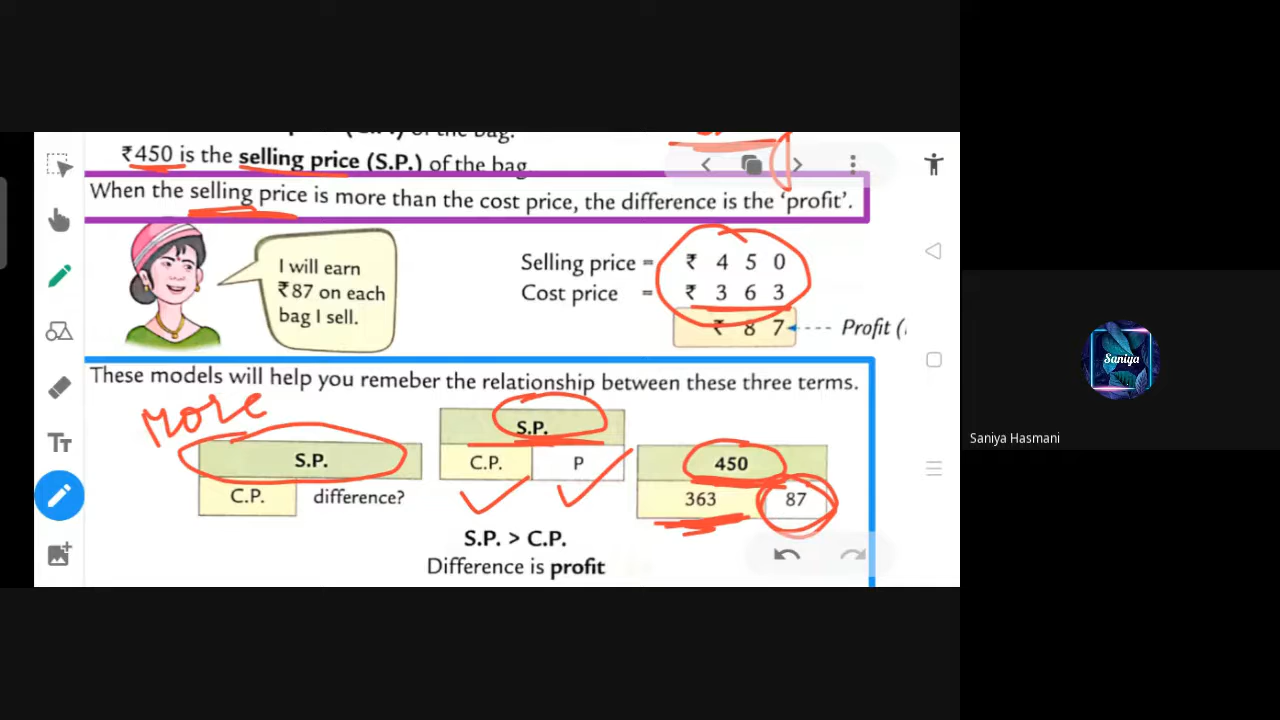 ₹450 is the selling price (S.P.) of the bag
When the selling price is more than the cost price, the difference is the ‘profit’.
I will earn
₹87 on each
bag I sell.
Selling price = ₹ 4 5 0
Cost price = ₹ 3 6 3
₹ 8 7 Profit (
These models will help you remeber the relationship between these three terms.
More
S.P.
C.P. difference?
S.P.
C.P. P
450
363 87
S.P. > C.P.
Difference is profit
Tт
Saniya
Saniya Hasmani